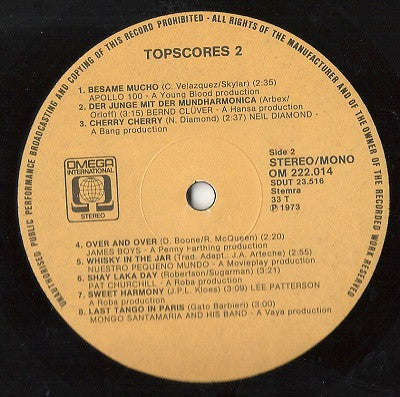 UNAUTHORISED PUBLIC PERFORMANCE BROADCASTING AND COPYING OF THIS RECORD PROHIBITED - ALL RIGHTS OF THE MANUFACTURER AND OF THE OWNER OF THE RECORDED WORK RESERVED
TOPSCORES 2
1. BESAME MUCHO (C. Velazquez/Skylar) (2:35)
APOLLO 100 - A Young Blood production
2. DER JUNGE MIT DER MUNDHARMONICA (Arbex/
Orloff) (3:15) BERND CLÜVER - A Hansa production
3. CHERRY CHERRY (N. Diamond) (2:37) NEIL DIAMOND -
A Bang production
OMEGA
INTERNATIONAL
STEREO
Side 2
STEREO/MONO
OM 222.014
SDUT 23.516
Stemra
33 T
℗ 1973
4. OVER AND OVER (D. Boone/R. McQueen) (2:20)
JAMES BOYS - A Penny Farthing production
5. WHISKY IN THE JAR (Trad. Adapt. J.A. Arteche) (2:55)
NUESTRO PEQUENO MUNDO - A Movieplay production
6. SHAY LAKA DAY (Robertson/Sugarman) (3:21)
PAT CHURCHILL - A Roba production
7. SWEET HARMONY (J.P.L. Kloes) (3:09) LEE PATTERSON
A Roba production
8. LAST TANGO IN PARIS (Gato Barbieri) (3:00)
MONGO SANTAMARIA AND HIS BAND - A Vaya production